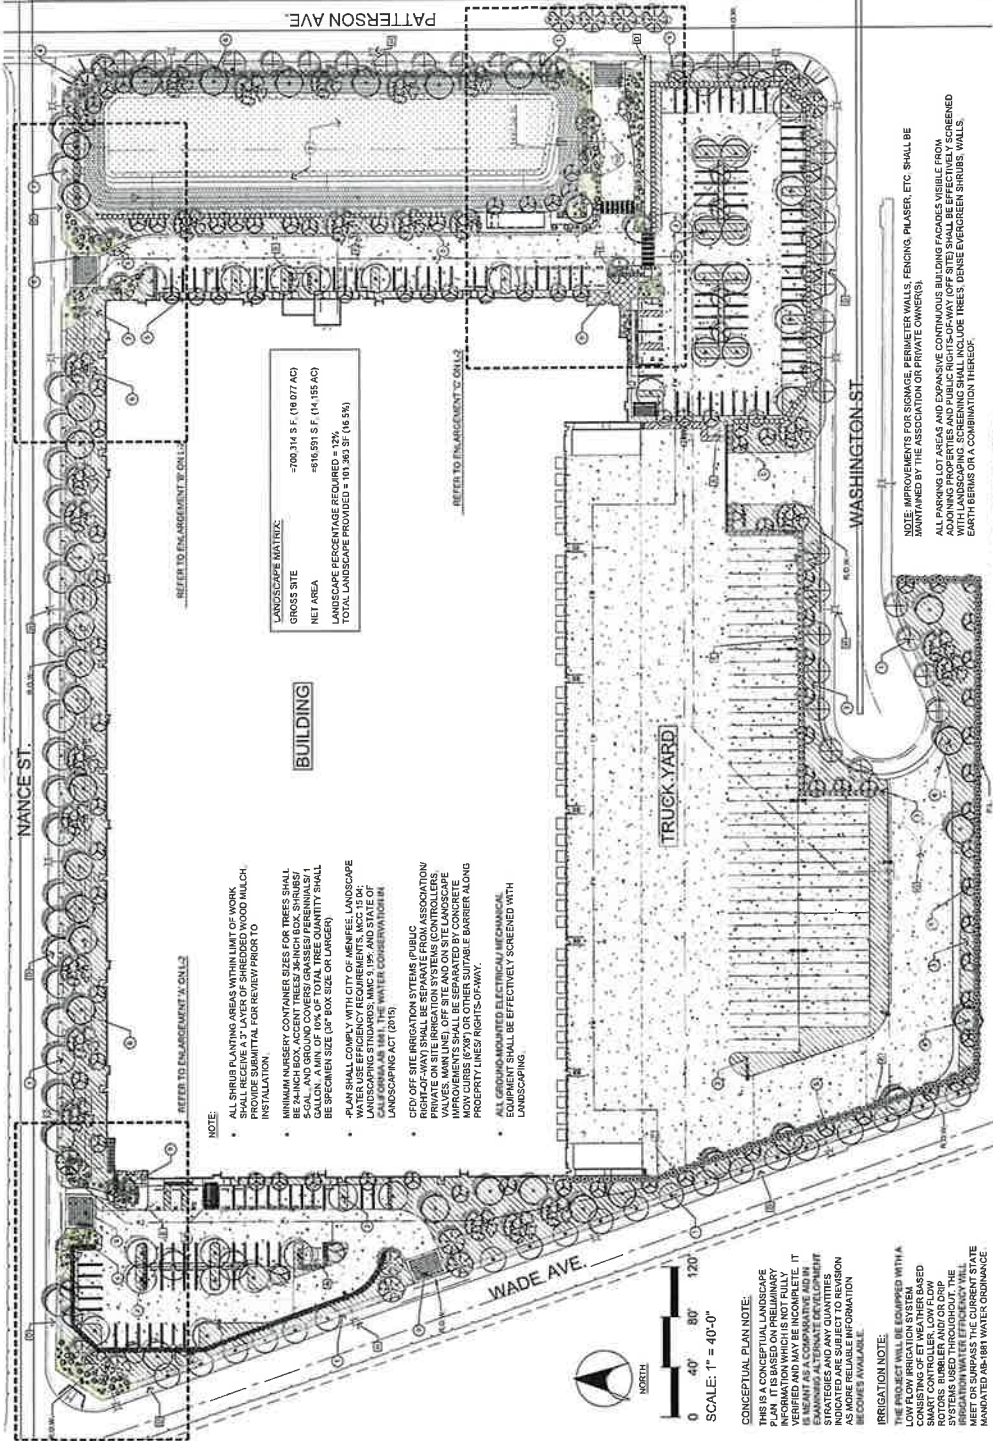 PATTERSON AVE.
NANCE ST.
REFER TO ENLARGEMENT 'A' ON L-2
REFER TO ENLARGEMENT 'B' ON L-2
REFER TO ENLARGEMENT 'C' ON L-2
BUILDING
LANDSCAPE MATRIX:
GROSS SITE =700,314 S.F. (16.077 AC)
NET AREA =616,591 S.F. (14.155 AC)
LANDSCAPE PERCENTAGE REQUIRED = 12%
TOTAL LANDSCAPE PROVIDED = 101,363 SF (16.5%)
NOTE:
• ALL SHRUB PLANTING AREAS WITHIN LIMIT OF WORK
SHALL RECEIVE A 3" LAYER OF SHREDDED WOOD MULCH.
PROVIDE SUBMITTAL FOR REVIEW PRIOR TO
INSTALLATION.
• MINIMUM NURSERY CONTAINER SIZES FOR TREES SHALL
BE 24-INCH BOX, ACCENT TREES/ 36-INCH BOX, SHRUBS/
5-GAL., AND GROUND COVERS/ GRASSES/ PERENNIALS/ 1
GALLON. A MIN. OF 10% OF TOTAL TREE QUANTITY SHALL
BE SPECIMEN SIZE (36" BOX SIZE OR LARGER)
• -PLAN SHALL COMPLY WITH CITY OF MENIFEE, LANDSCAPE
WATER USE EFFICIENCY REQUIREMENTS, MCC 15.04;
LANDSCAPING STANDARDS; MMC 9.195; AND STATE OF
CALIFORNIA AB 1881, THE WATER CONSERVATION IN
LANDSCAPING ACT (2015)
• CFD/ OFF SITE IRRIGATION SYTEMS (PUBLIC
RIGHT-OF-WAY) SHALL BE SEPARATE FROM ASSOCIATION/
PRIVATE ON SITE IRRIGATION SYSTEMS (CONTROLLERS,
VALVES, MAIN LINE). OFF SITE AND ON SITE LANDSCAPE
IMPROVEMENTS SHALL BE SEPARATED BY CONCRETE
MOW CURBS (6"X8") OR OTHER SUITABLE BARRIER ALONG
PROPERTY LINES/ RIGHTS-OF-WAY.
• ALL GROUND-MOUNTED ELECTRICAL/ MECHANICAL
EQUIPMENT SHALL BE EFFECTIVELY SCREENED WITH
LANDSCAPING.
TRUCK YARD
WASHINGTON ST.
NOTE: IMPROVEMENTS FOR SIGNAGE, PERIMETER WALLS, FENCING, PILASER, ETC. SHALL BE
MAINTAINED BY THE ASSOCIATION OR PRIVATE OWNER(S).
ALL PARKING LOT AREAS AND EXPANSIVE CONTINUOUS BUILDING FACADES VISIBLE FROM
ADJOINING PROPERTIES AND PUBLIC RIGHTS-OF-WAY (OFF SITE) SHALL BE EFFECTIVELY SCREENED
WITH LANDSCAPING. SCREENING SHALL INCLUDE TREES, DENSE EVERGREEN SHRUBS, WALLS,
EARTH BERMS OR A COMBINATION THEREOF.
WADE AVE.
NORTH
0 40' 80' 120'
SCALE: 1" = 40'-0"
CONCEPTUAL PLAN NOTE:
THIS IS A CONCEPTUAL LANDSCAPE
PLAN. IT IS BASED ON PRELIMINARY
INFORMATION WHICH IS NOT FULLY
VERIFIED AND MAY BE INCOMPLETE. IT
IS MEANT AS A COMPARATIVE AID IN
EXAMINING ALTERNATE DEVELOPMENT
STRATEGIES AND ANY QUANTITIES
INDICATED ARE SUBJECT TO REVISION
AS MORE RELIABLE INFORMATION
BECOMES AVAILABLE.
IRRIGATION NOTE:
THE PROJECT WILL BE EQUIPPED WITH A
LOW FLOW IRRIGATION SYSTEM
CONSISTING OF ET WEATHER BASED
SMART CONTROLLER, LOW FLOW
ROTORS, BUBBLER AND/OR DRIP
SYSTEMS USED THROUGHOUT. THE
IRRIGATION WATER EFFICIENCY WILL
MEET OR SURPASS THE CURRENT STATE
MANDATED AB-1881 WATER ORDINANCE.